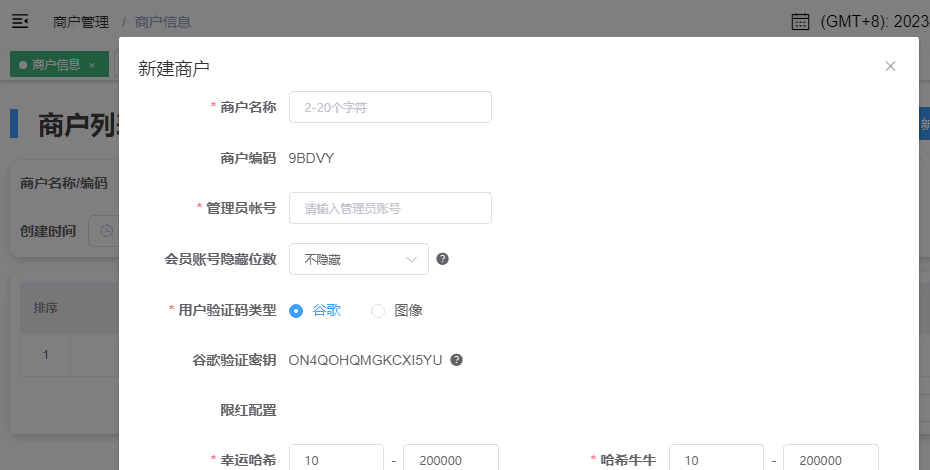 商户管理 / 商户信息 (GMT+8): 2023
商户信息 ×
新建商户
商户列
* 商户名称 2-20个字符
商户编码 9BDVY
商户名称/编码
* 管理员帐号 请输入管理员账号
创建时间
会员账号隐藏位数 不隐藏
排序
* 用户验证码类型 谷歌 图像
1
谷歌验证密钥 ON4QOHQMGKCXI5YU
限红配置
* 幸运哈希 10 - 200000 * 哈希牛牛 10 - 200000